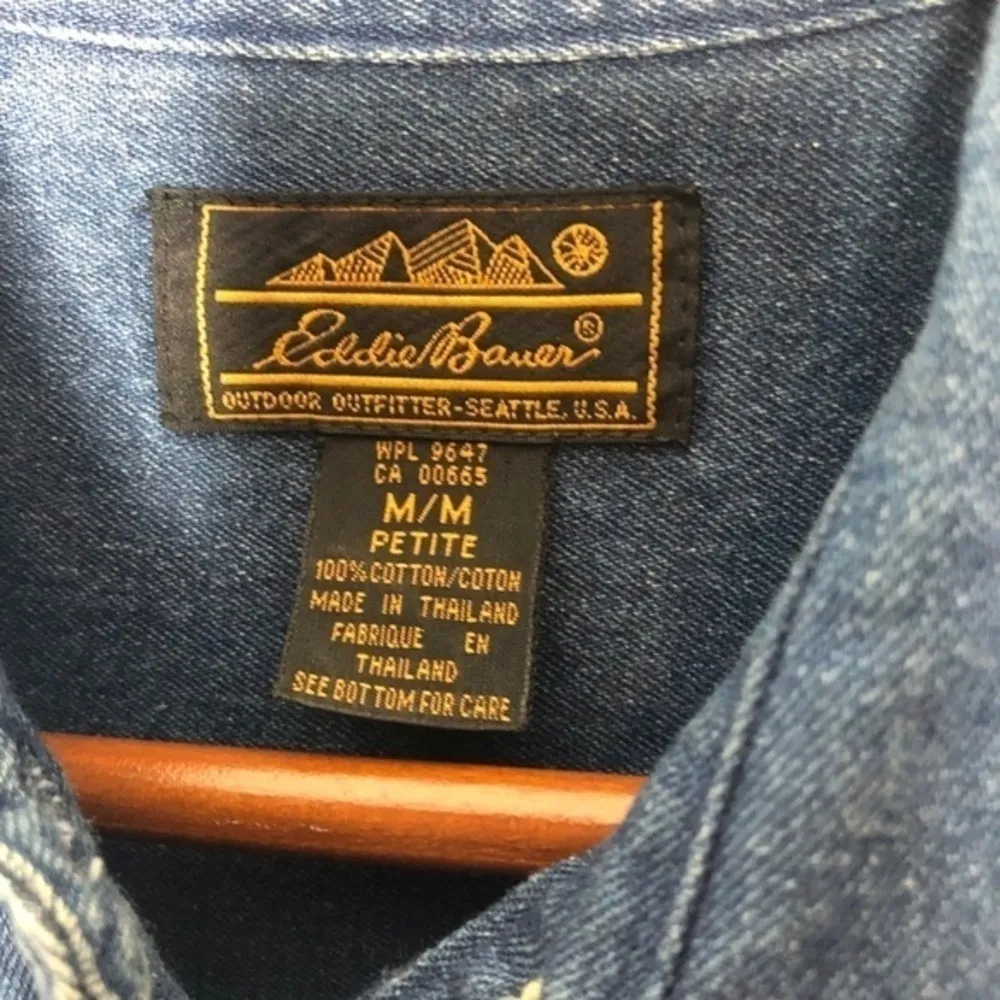 Eddie Bauer ®
OUTDOOR OUTFITTER-SEATTLE, U.S.A.
WPL 9647
CA 00665
M/M
PETITE
100% COTTON/COTON
MADE IN THAILAND
FABRIQUE EN
THAILAND
SEE BOTTOM FOR CARE